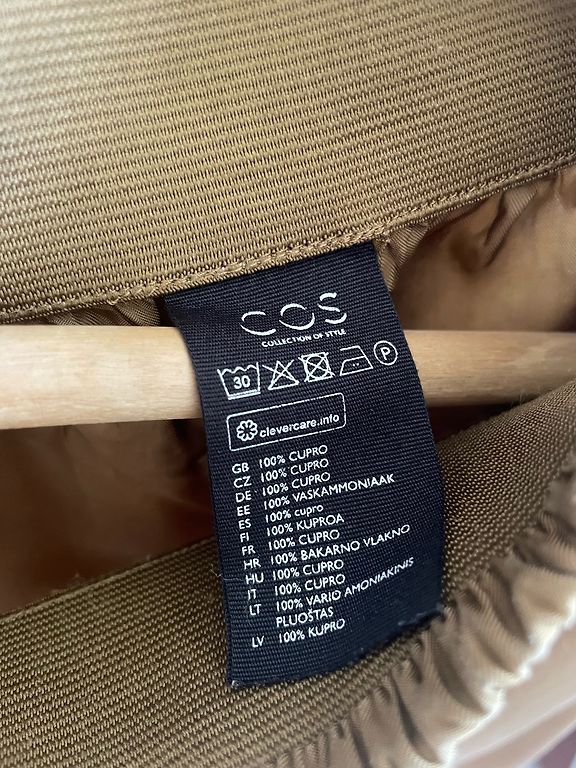 COS
COLLECTION OF STYLE
30 P
clevercare.info
GB 100% CUPRO
CZ 100% CUPRO
DE 100% CUPRO
EE 100% VASKAMMONIAAK
ES 100% cupro
FI 100% KUPROA
FR 100% CUPRO
HR 100% BAKARNO VLAKNO
HU 100% CUPRO
IT 100% CUPRO
LT 100% VARIO AMONIAKINIS
PLUOŠTAS
LV 100% KUPRO